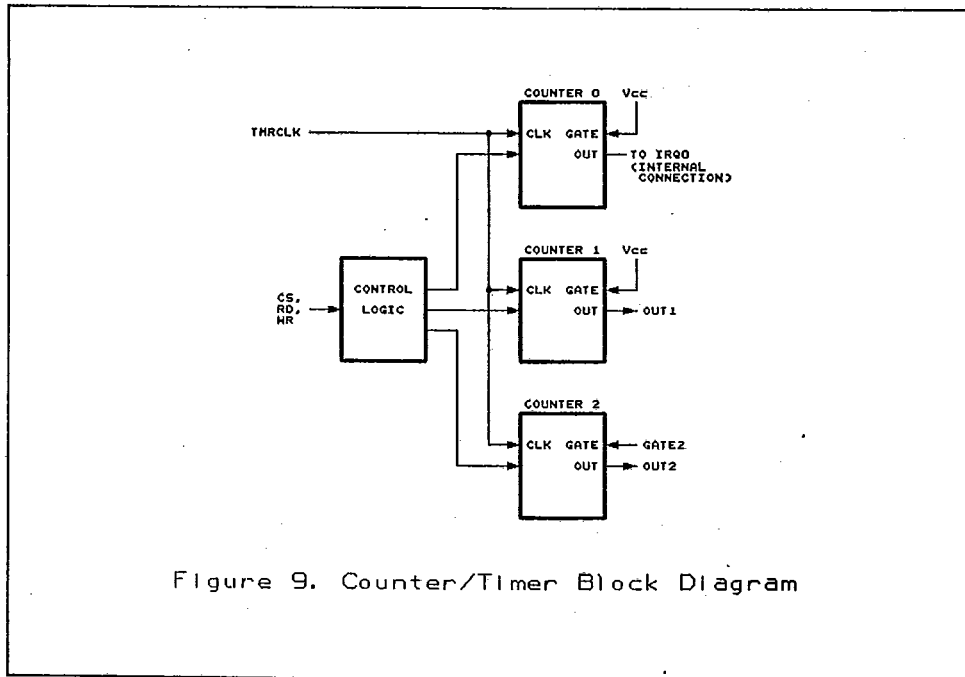 COUNTER 0 Vcc
TMRCLK CLK GATE
OUT TO IRQ0
(INTERNAL
CONNECTION)
COUNTER 1 Vcc
CONTROL CLK GATE
CS,
RD, LOGIC OUT OUT1
WR
COUNTER 2
CLK GATE GATE2
OUT OUT2
Figure 9. Counter/Timer Block Diagram